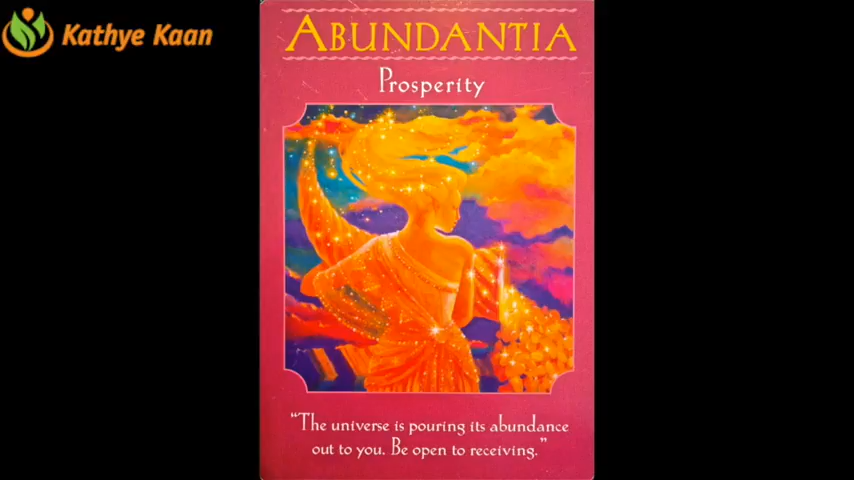 Kathye Kaan
ABUNDANTIA
Prosperity
“The universe is pouring its abundance
out to you. Be open to receiving.”